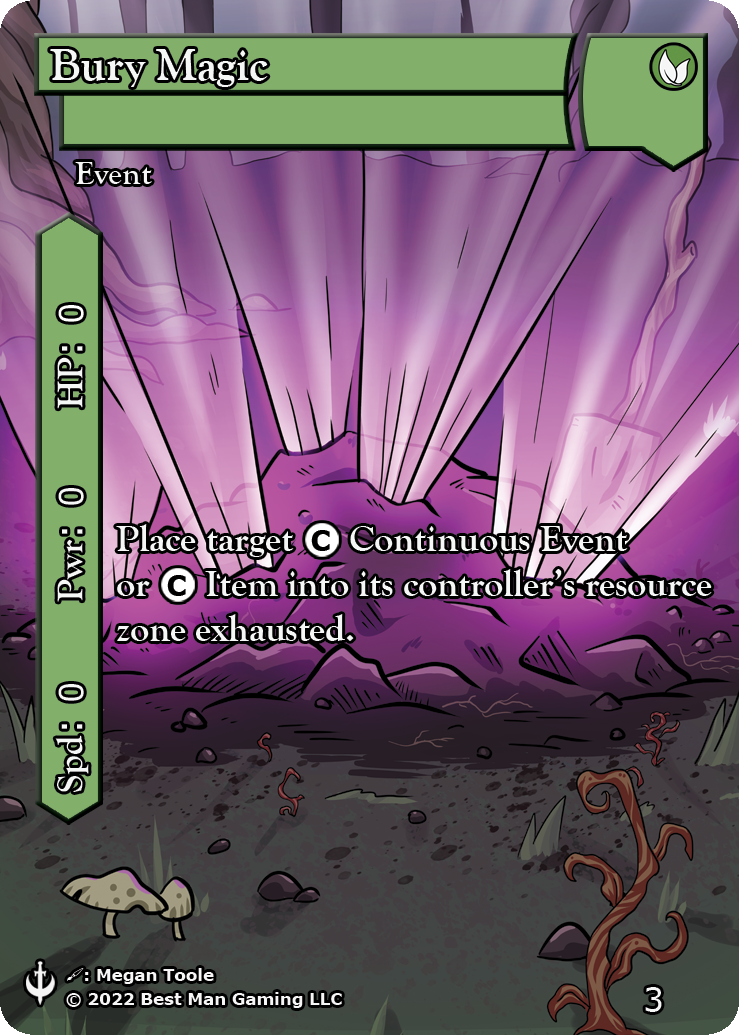 Bury Magic
Event
HP: 0
Pwr: 0
Spd: 0
Place target C Continuous Event
or C Item into its controller's resource
zone exhausted.
: Megan Toole
© 2022 Best Man Gaming LLC
3